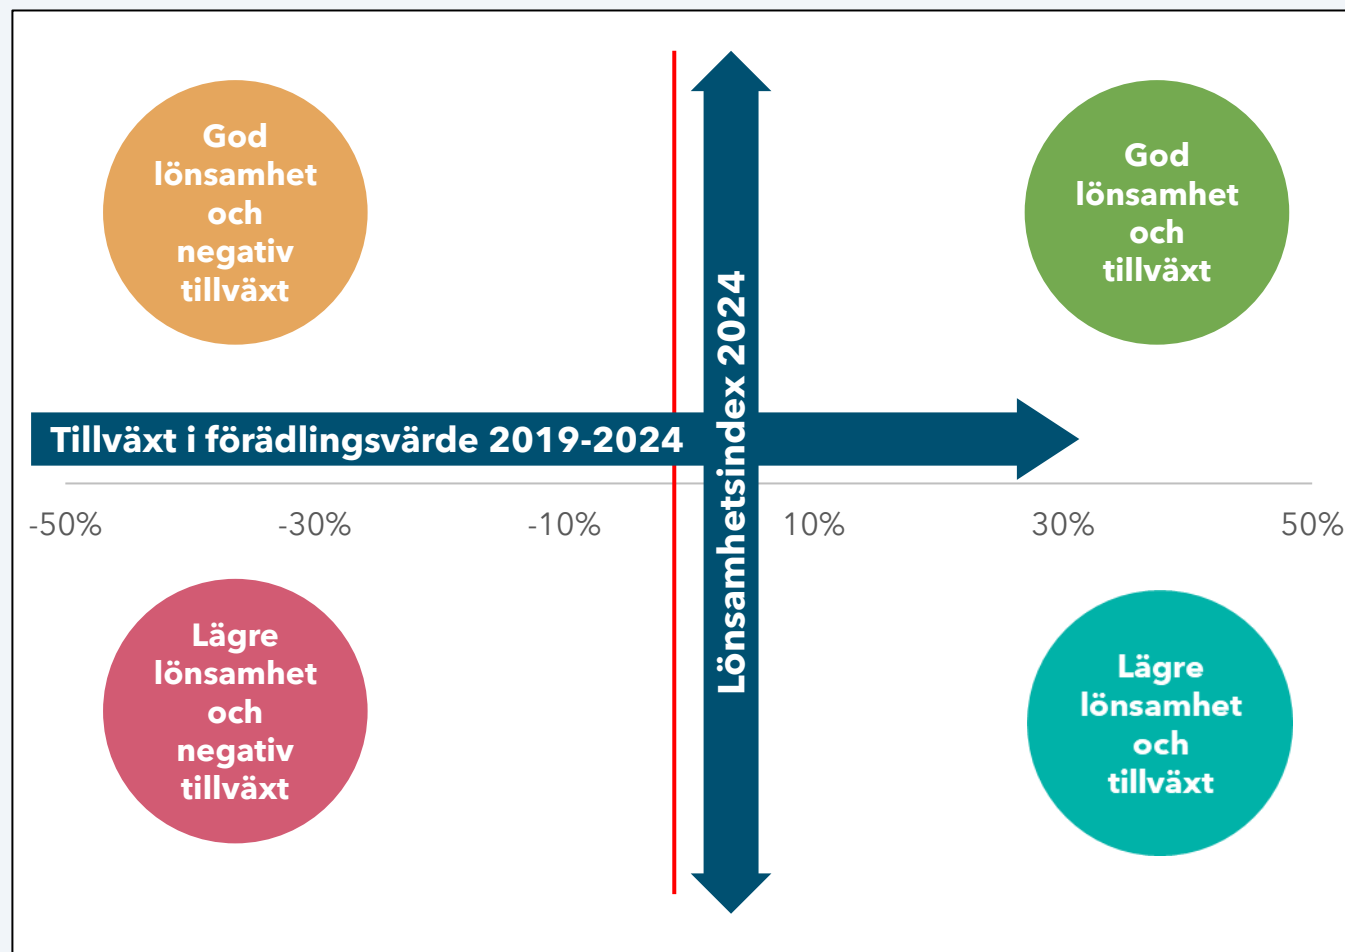 God
lönsamhet
och
negativ
tillväxt
God
lönsamhet
och
tillväxt
Lönsamhetsindex 2024
Tillväxt i förädlingsvärde 2019-2024
-50% -30% -10% 10% 30% 50%
Lägre
lönsamhet
och
negativ
tillväxt
Lägre
lönsamhet
och
tillväxt